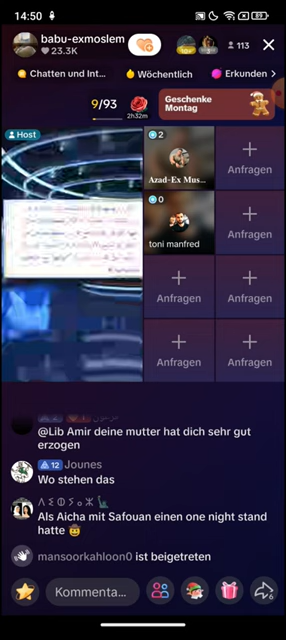 14:50
89
babu-exmoslem
23.3K
113
Chatten und Int...
Wöchentlich
Erkunden
9/93
2h32m
Geschenke
Montag
Host
2
Azad-Ex Mus...
0
toni manfred
Anfragen
Anfragen
Anfragen
Anfragen
Anfragen
Anfragen
@Lib Amir deine mutter hat dich sehr gut
erzogen
12 Jounes
Wo stehen das
ⴷ ⵉ ⵀ ⵢ ⴰ ⵣ 🗽
Als Aicha mit Safouan einen one night stand
hatte 🤠
mansoorkahloon0 ist beigetreten
Kommenta...
6